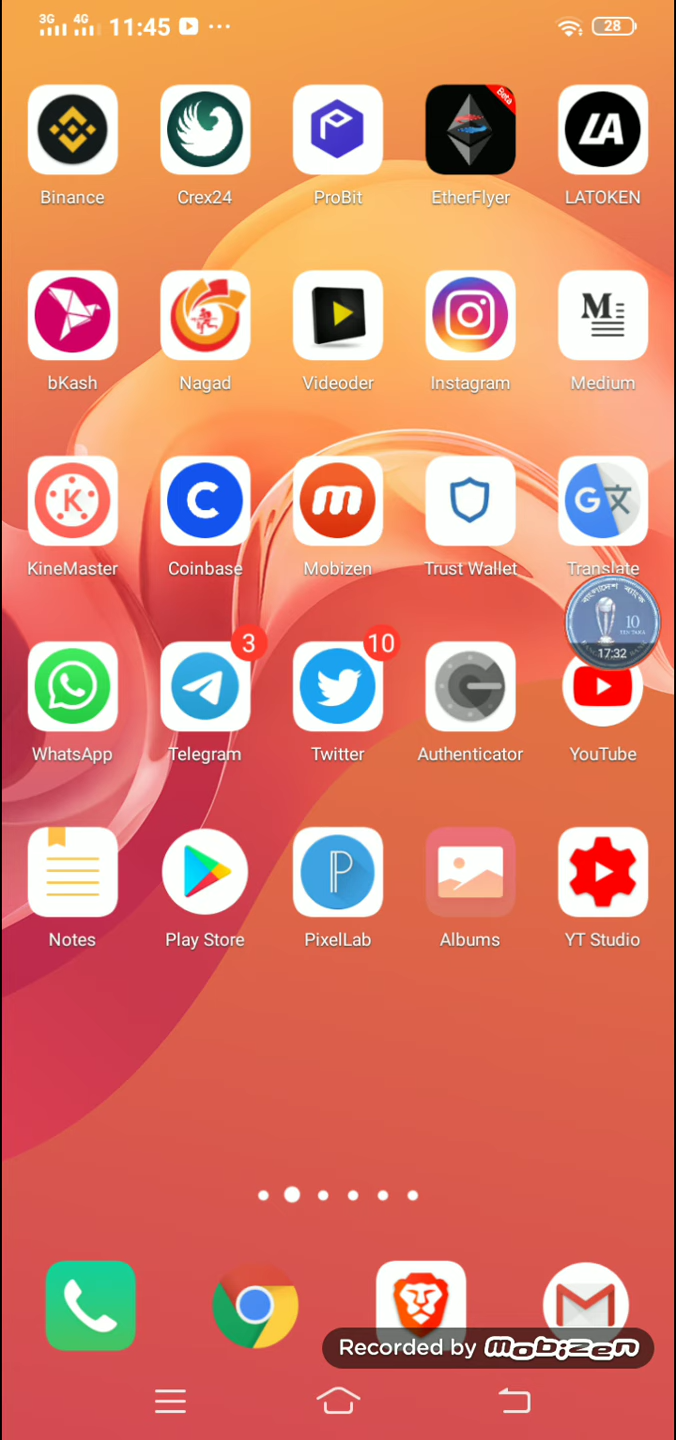 3G 4G 11:45 28
Beta
Binance Crex24 ProBit EtherFlyer LATOKEN
bKash Nagad Videoder Instagram Medium
KineMaster Coinbase Mobizen Trust Wallet Translate
বাংলাদেশ ব্যাংক
10
17:32
3 10
WhatsApp Telegram Twitter Authenticator YouTube
Notes Play Store PixelLab Albums YT Studio
Recorded by Mobizen